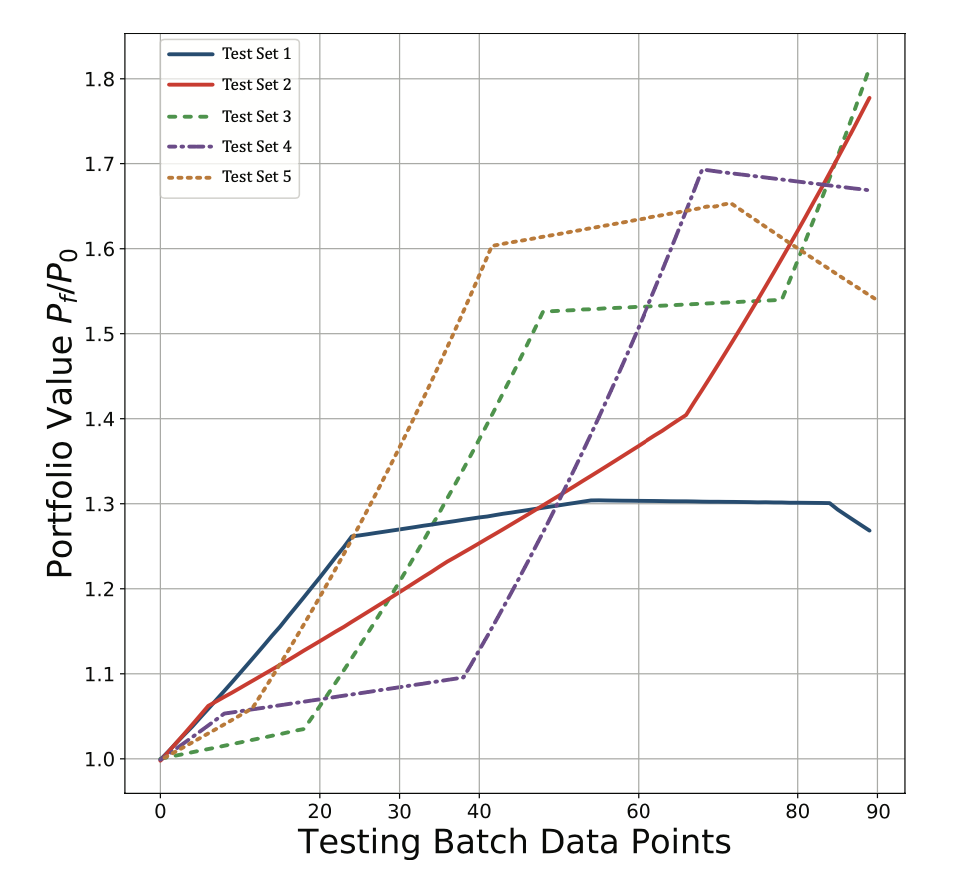 Test Set 1
Test Set 2
Test Set 3
Test Set 4
Test Set 5
1.8
1.7
1.6
1.5
1.4
1.3
1.2
1.1
1.0
Portfolio Value P_f/P_0
0 20 30 40 60 80 90
Testing Batch Data Points